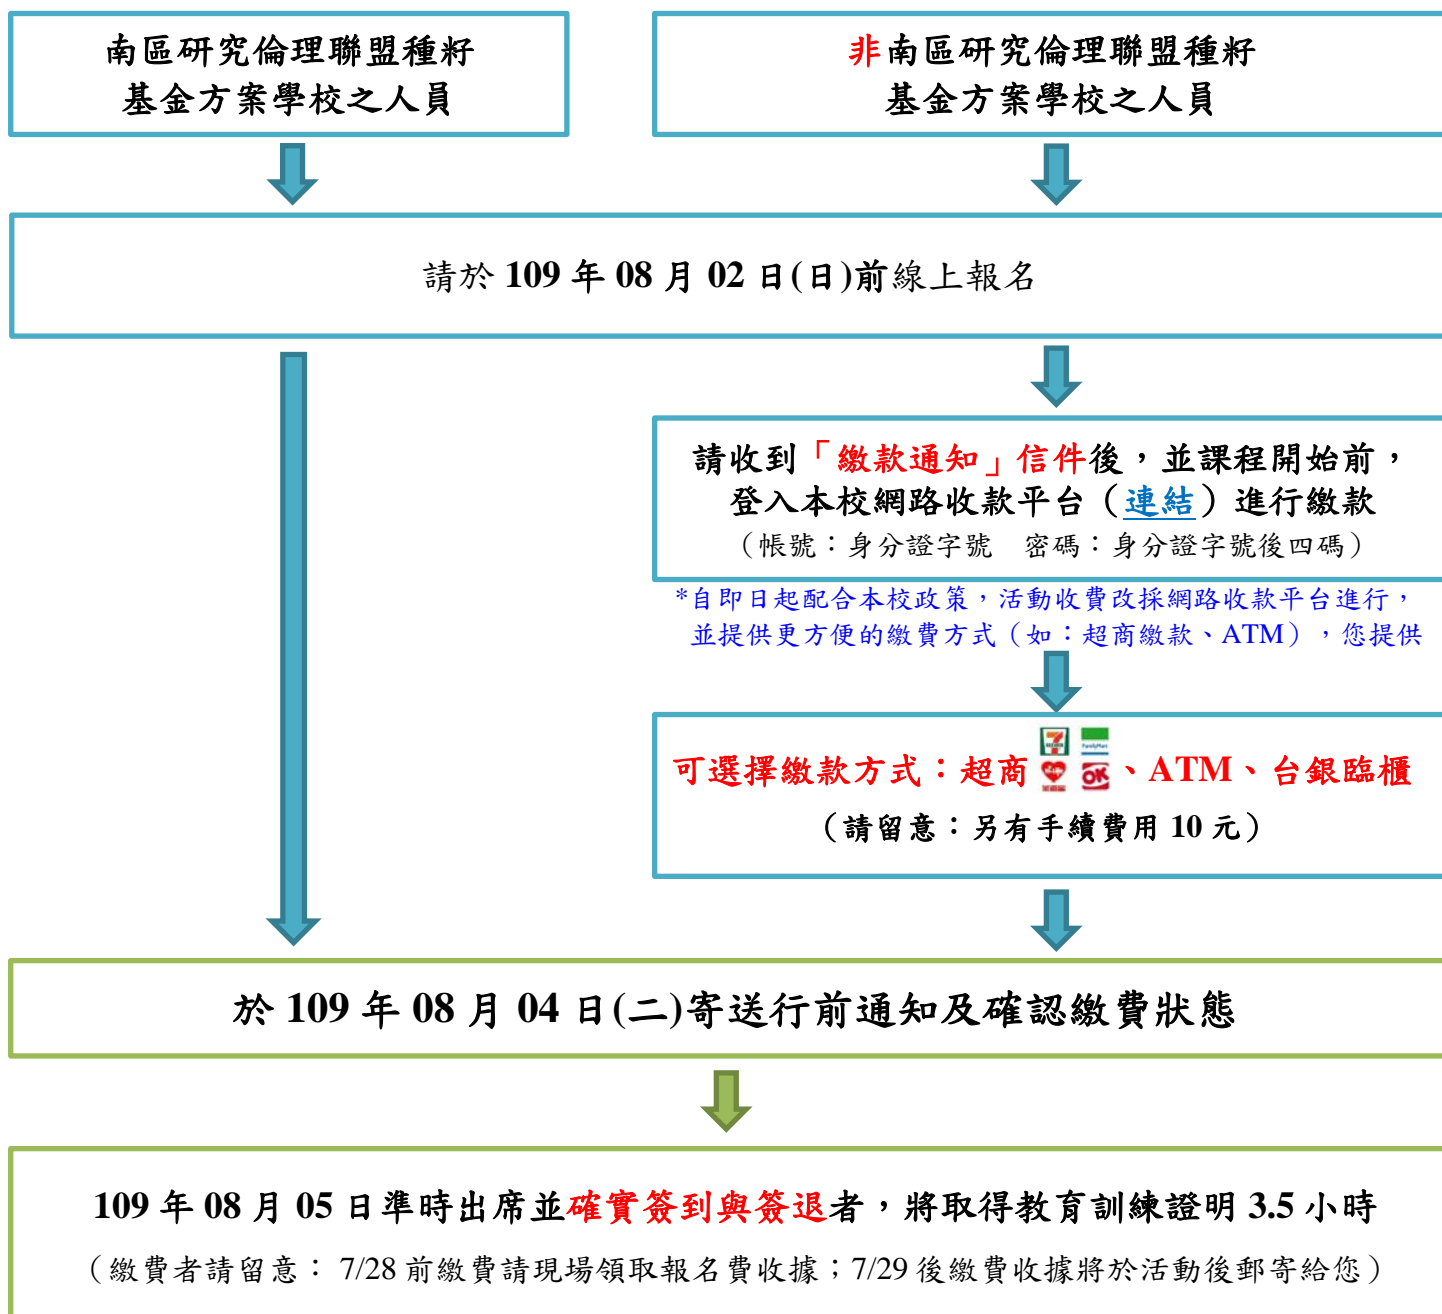 南區研究倫理聯盟種籽
基金方案學校之人員
非南區研究倫理聯盟種籽
基金方案學校之人員
請於 109 年 08 月 02 日(日)前線上報名
請收到「繳款通知」信件後，並課程開始前，
登入本校網路收款平台（連結）進行繳款
（帳號：身分證字號　密碼：身分證字號後四碼）
*自即日起配合本校政策，活動收費改採網路收款平台進行，
並提供更方便的繳費方式（如：超商繳款、ATM），您提供
可選擇繳款方式：超商 7 ELEVEN FamilyMart OK 、ATM、台銀臨櫃
（請留意：另有手續費用 10 元）
於 109 年 08 月 04 日(二)寄送行前通知及確認繳費狀態
109 年 08 月 05 日準時出席並確實簽到與簽退者，將取得教育訓練證明 3.5 小時
（繳費者請留意： 7/28 前繳費請現場領取報名費收據；7/29 後繳費收據將於活動後郵寄給您）